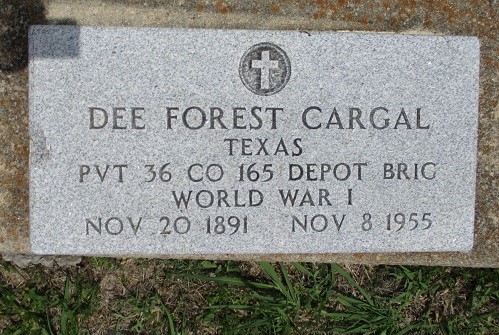 DEE FOREST CARGAL
TEXAS
PVT 36 CO 165 DEPOT BRIG
WORLD WAR I
NOV 20 1891 NOV 8 1955